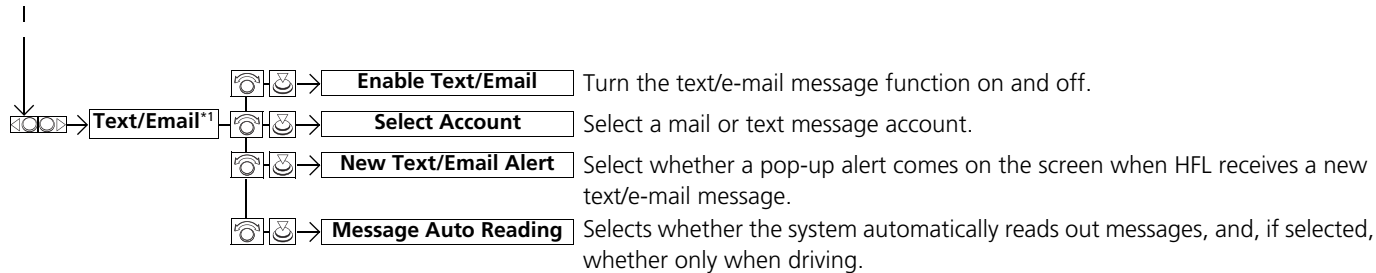 Enable Text/Email Turn the text/e-mail message function on and off.
Text/Email*1 Select Account Select a mail or text message account.
New Text/Email Alert Select whether a pop-up alert comes on the screen when HFL receives a new
text/e-mail message.
Message Auto Reading Selects whether the system automatically reads out messages, and, if selected,
whether only when driving.